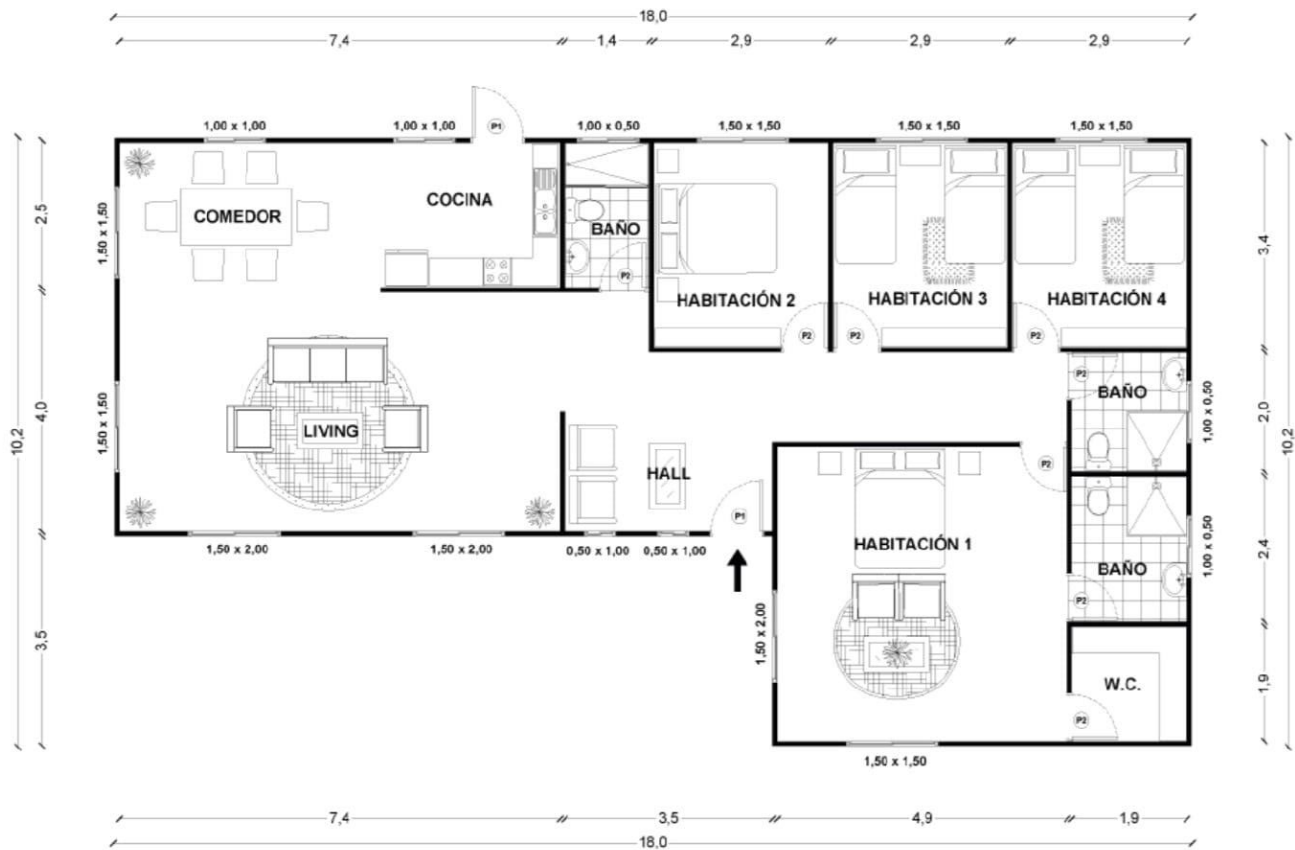 18,0
7,4
1,4
2,9
2,9
2,9
1,00 x 1,00
1,00 x 1,00
P1
1,00 x 0,50
1,50 x 1,50
1,50 x 1,50
1,50 x 1,50
10,2
2,5
4,0
3,5
1,50 x 1,50
1,50 x 1,50
COMEDOR
COCINA
BAÑO
P2
HABITACIÓN 2
P2
HABITACIÓN 3
P2
HABITACIÓN 4
P2
LIVING
HALL
P1
1,50 x 2,00
1,50 x 2,00
0,50 x 1,00
0,50 x 1,00
P2
BAÑO
1,00 x 0,50
P2
HABITACIÓN 1
BAÑO
P2
1,00 x 0,50
1,50 x 2,00
W.C.
P2
1,50 x 1,50
3,4
2,0
2,4
1,9
10,2
7,4
3,5
4,9
1,9
18,0